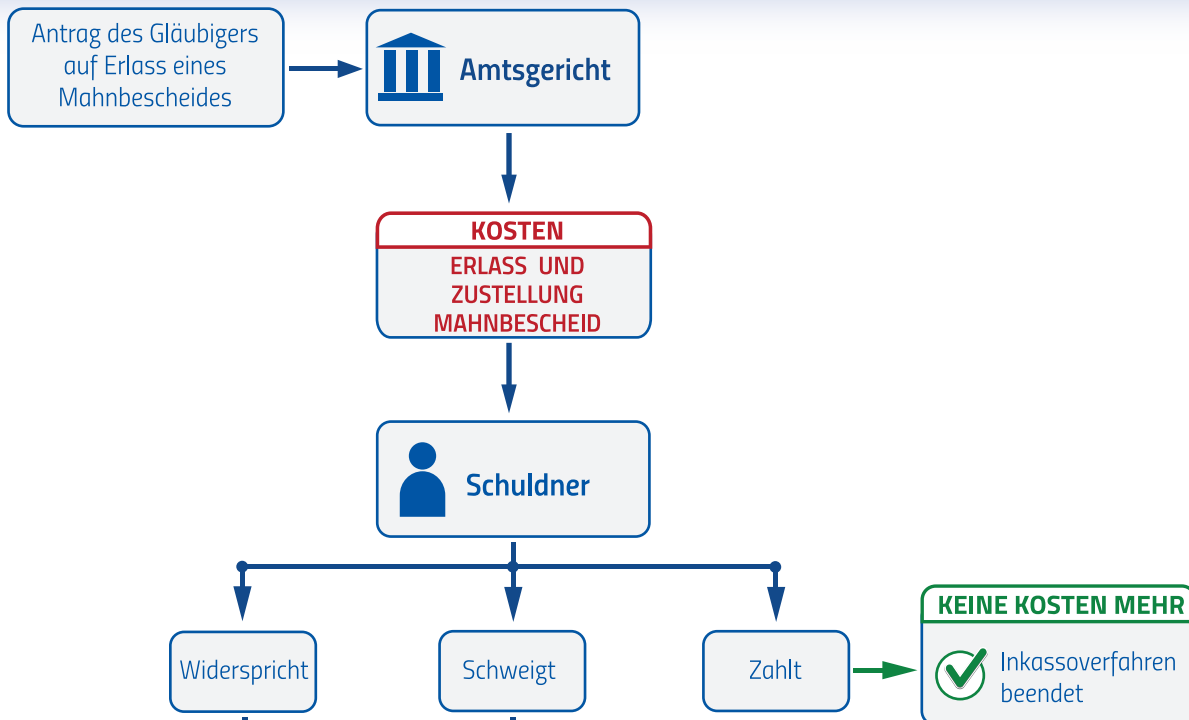 Antrag des Gläubigers
auf Erlass eines
Mahnbescheides
Amtsgericht
KOSTEN
ERLASS UND
ZUSTELLUNG
MAHNBESCHEID
Schuldner
Widerspricht
Schweigt
Zahlt
KEINE KOSTEN MEHR
Inkassoverfahren
beendet